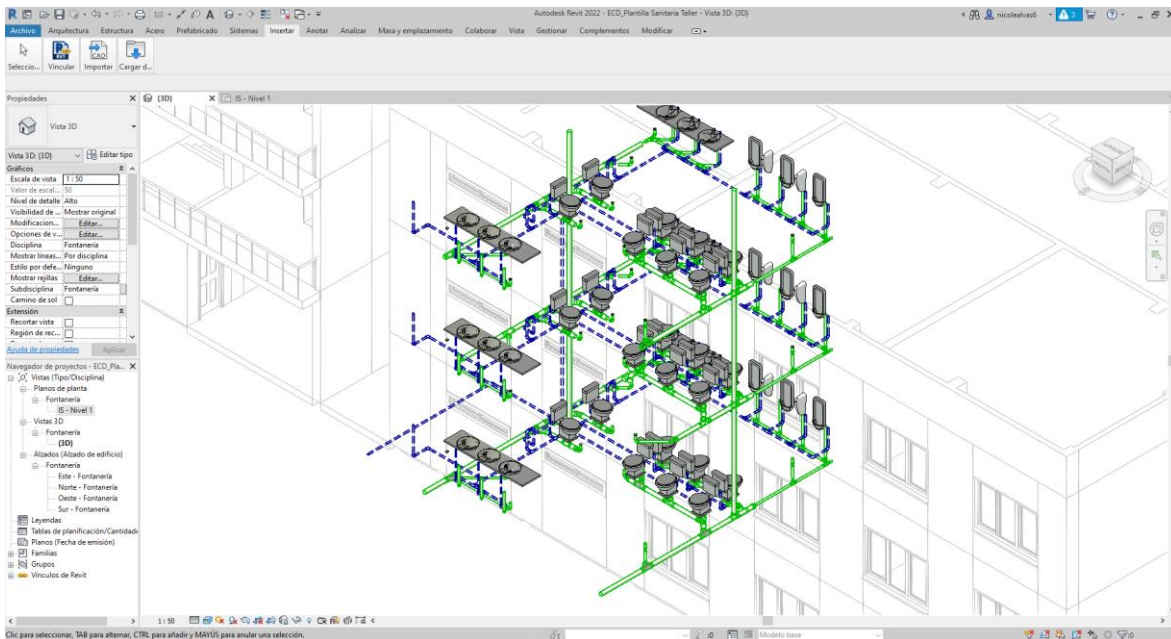 Autodesk Revit 2022 - ECD_Plantilla Sanitaria Taller - Vista 3D: {3D}
nicolealvas6
3
Archivo Arquitectura Estructura Acero Prefabricado Sistemas Insertar Anotar Analizar Masa y emplazamiento Colaborar Vista Gestionar Complementos Modificar
Seleccio... Vincular Importar Cargar d...
Propiedades
{3D}
IS - Nivel 1
Vista 3D
Vista 3D: {3D}
Editar tipo
Gráficos
Escala de vista 1 : 50
Valor de escal... 50
Nivel de detalle Alto
Visibilidad de ... Mostrar original
Modificacion... Editar...
Opciones de v... Editar...
Disciplina Fontanería
Mostrar líneas... Por disciplina
Estilo por defe... Ninguno
Mostrar rejillas Editar...
Subdisciplina Fontanería
Camino de sol
Extensión
Recortar vista
Región de rec...
Ayuda de propiedades Aplicar
Navegador de proyectos - ECD_Pla...
Vistas (Tipo/Disciplina)
Planos de planta
Fontanería
IS - Nivel 1
Vistas 3D
Fontanería
{3D}
Alzados (Alzado de edificio)
Fontanería
Este - Fontanería
Norte - Fontanería
Oeste - Fontanería
Sur - Fontanería
Leyendas
Tablas de planificación/Cantidade
Planos (Fecha de emisión)
Familias
Grupos
Vínculos de Revit
1 : 50
Clic para seleccionar, TAB para alternar, CTRL para añadir y MAYÚS para anular una selección.
:0
Modelo base